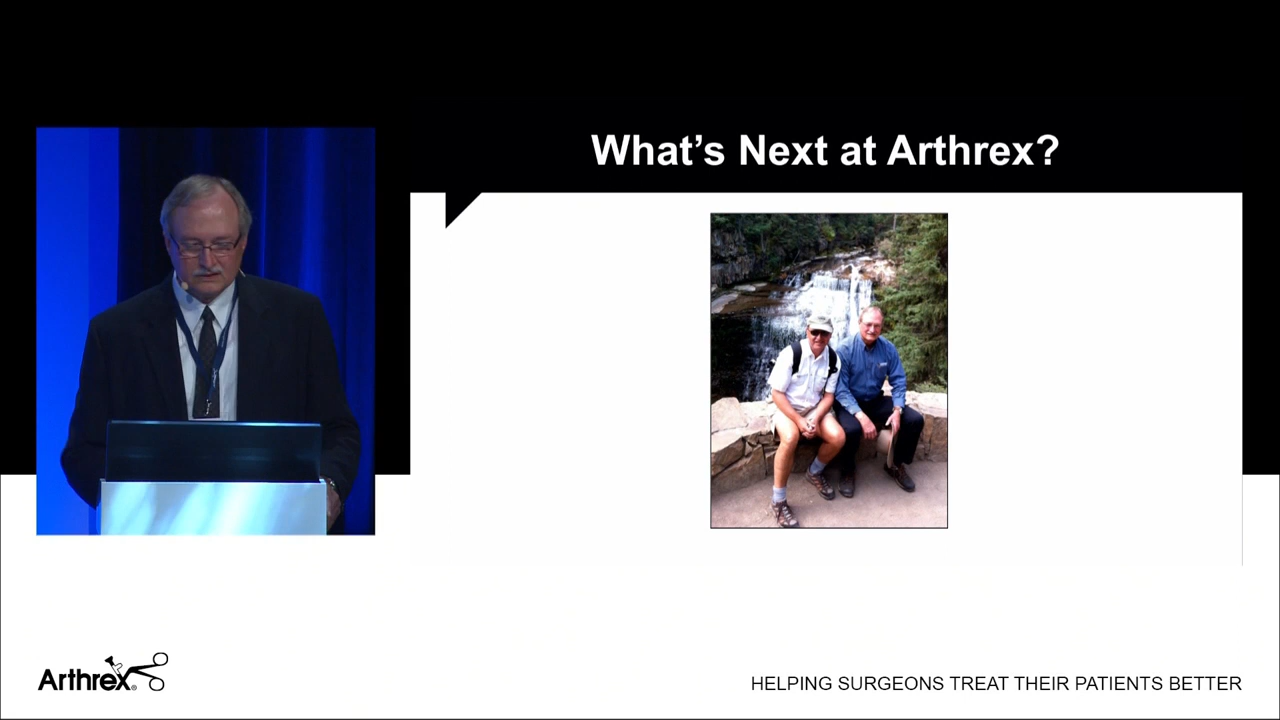 What's Next at Arthrex?
Arthrex®
HELPING SURGEONS TREAT THEIR PATIENTS BETTER